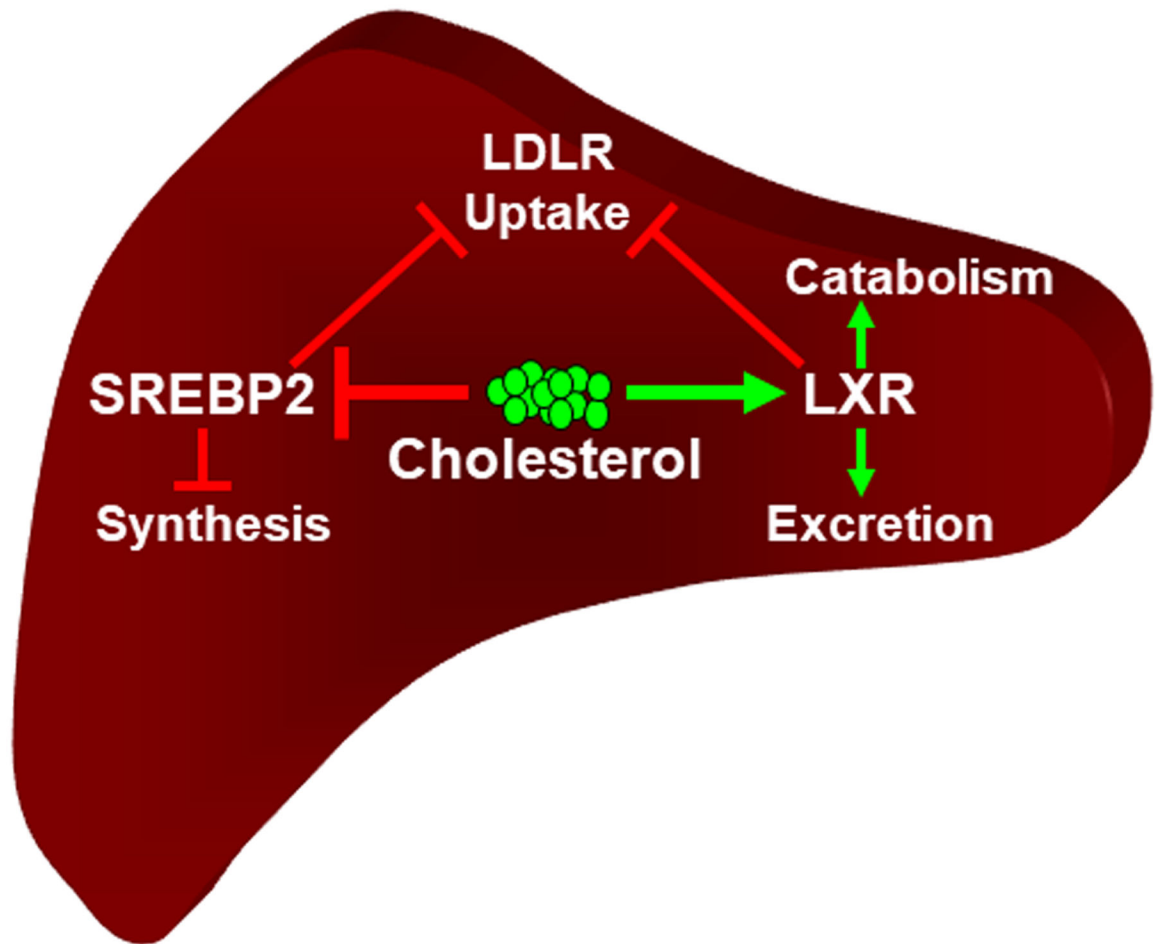 LDLR
Uptake
Catabolism
SREBP2
LXR
Cholesterol
Synthesis
Excretion